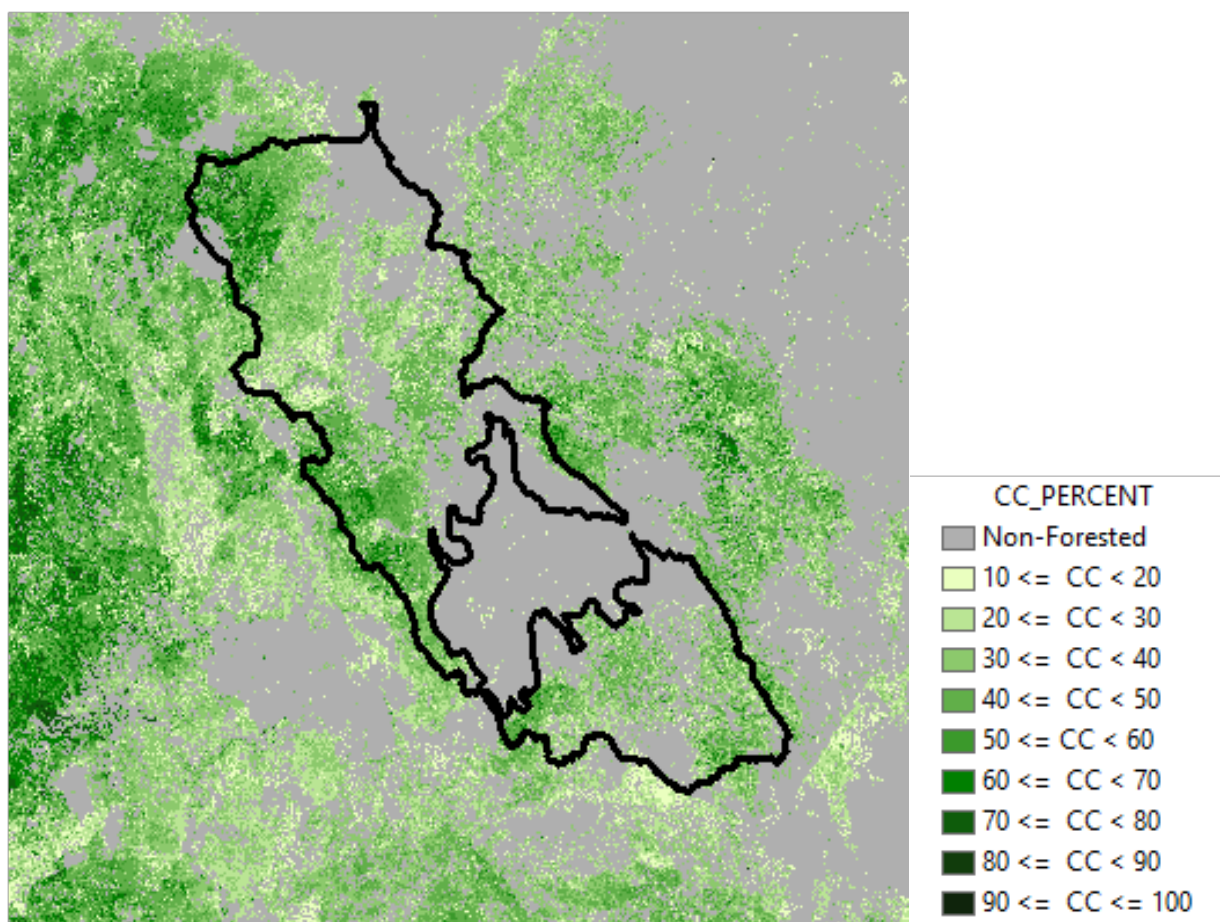 CC_PERCENT
Non-Forested
10 <= CC < 20
20 <= CC < 30
30 <= CC < 40
40 <= CC < 50
50 <= CC < 60
60 <= CC < 70
70 <= CC < 80
80 <= CC < 90
90 <= CC <= 100